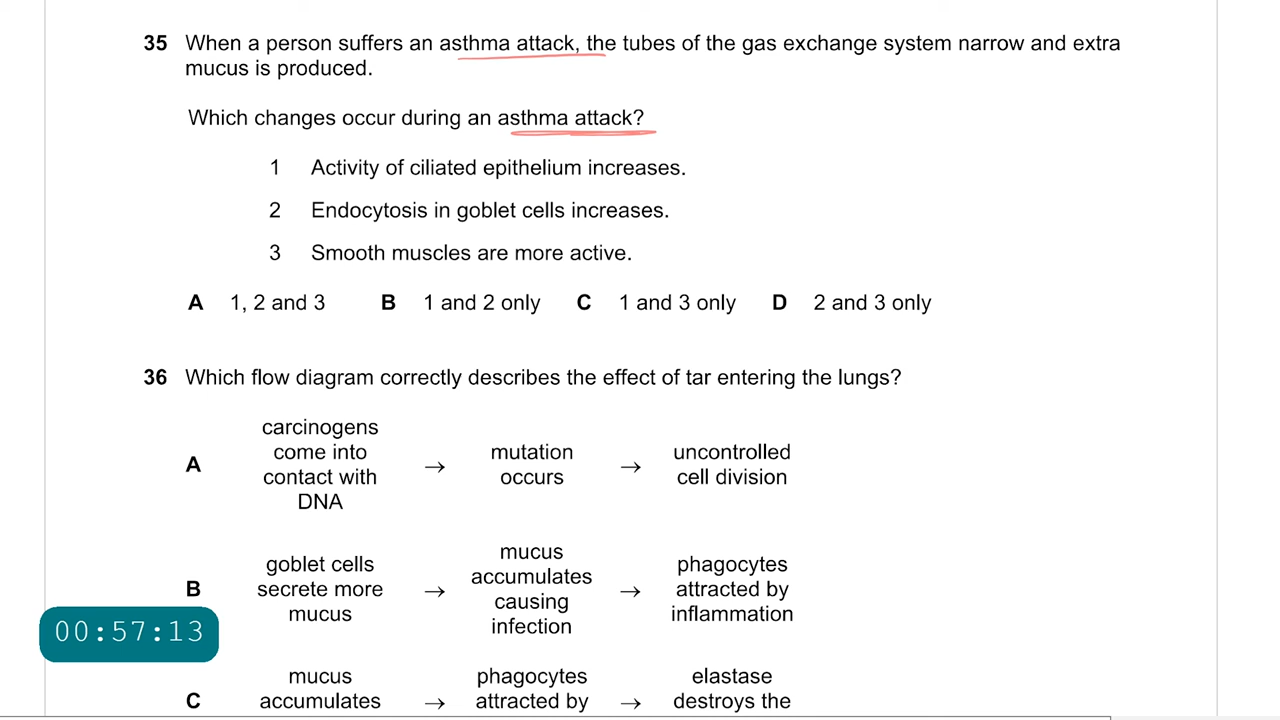 35 When a person suffers an asthma attack, the tubes of the gas exchange system narrow and extra
mucus is produced.
Which changes occur during an asthma attack?
1 Activity of ciliated epithelium increases.
2 Endocytosis in goblet cells increases.
3 Smooth muscles are more active.
A 1, 2 and 3 B 1 and 2 only C 1 and 3 only D 2 and 3 only
36 Which flow diagram correctly describes the effect of tar entering the lungs?
A
carcinogens
come into
contact with
DNA
→
mutation
occurs
→
uncontrolled
cell division
B
goblet cells
secrete more
mucus
→
mucus
accumulates
causing
infection
→
phagocytes
attracted by
inflammation
00:57:13
C
mucus
accumulates
→
phagocytes
attracted by
→
elastase
destroys the